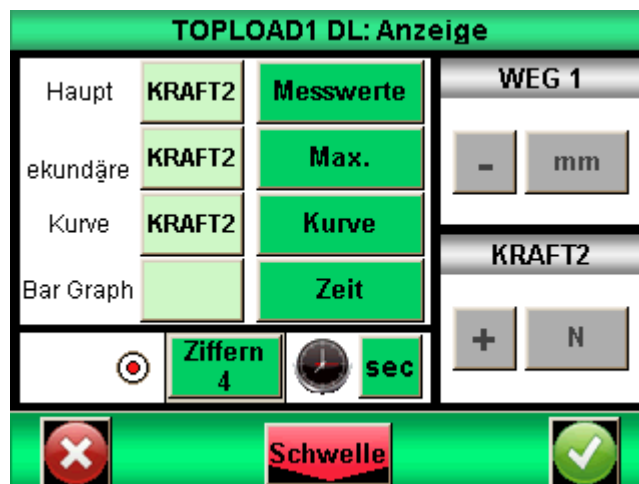 TOPLOAD1 DL: Anzeige
Haupt KRAFT2 Messwerte
ekundäre KRAFT2 Max.
Kurve KRAFT2 Kurve
Bar Graph Zeit
Ziffern
4
sec
WEG 1
- mm
KRAFT2
+ N
Schwelle